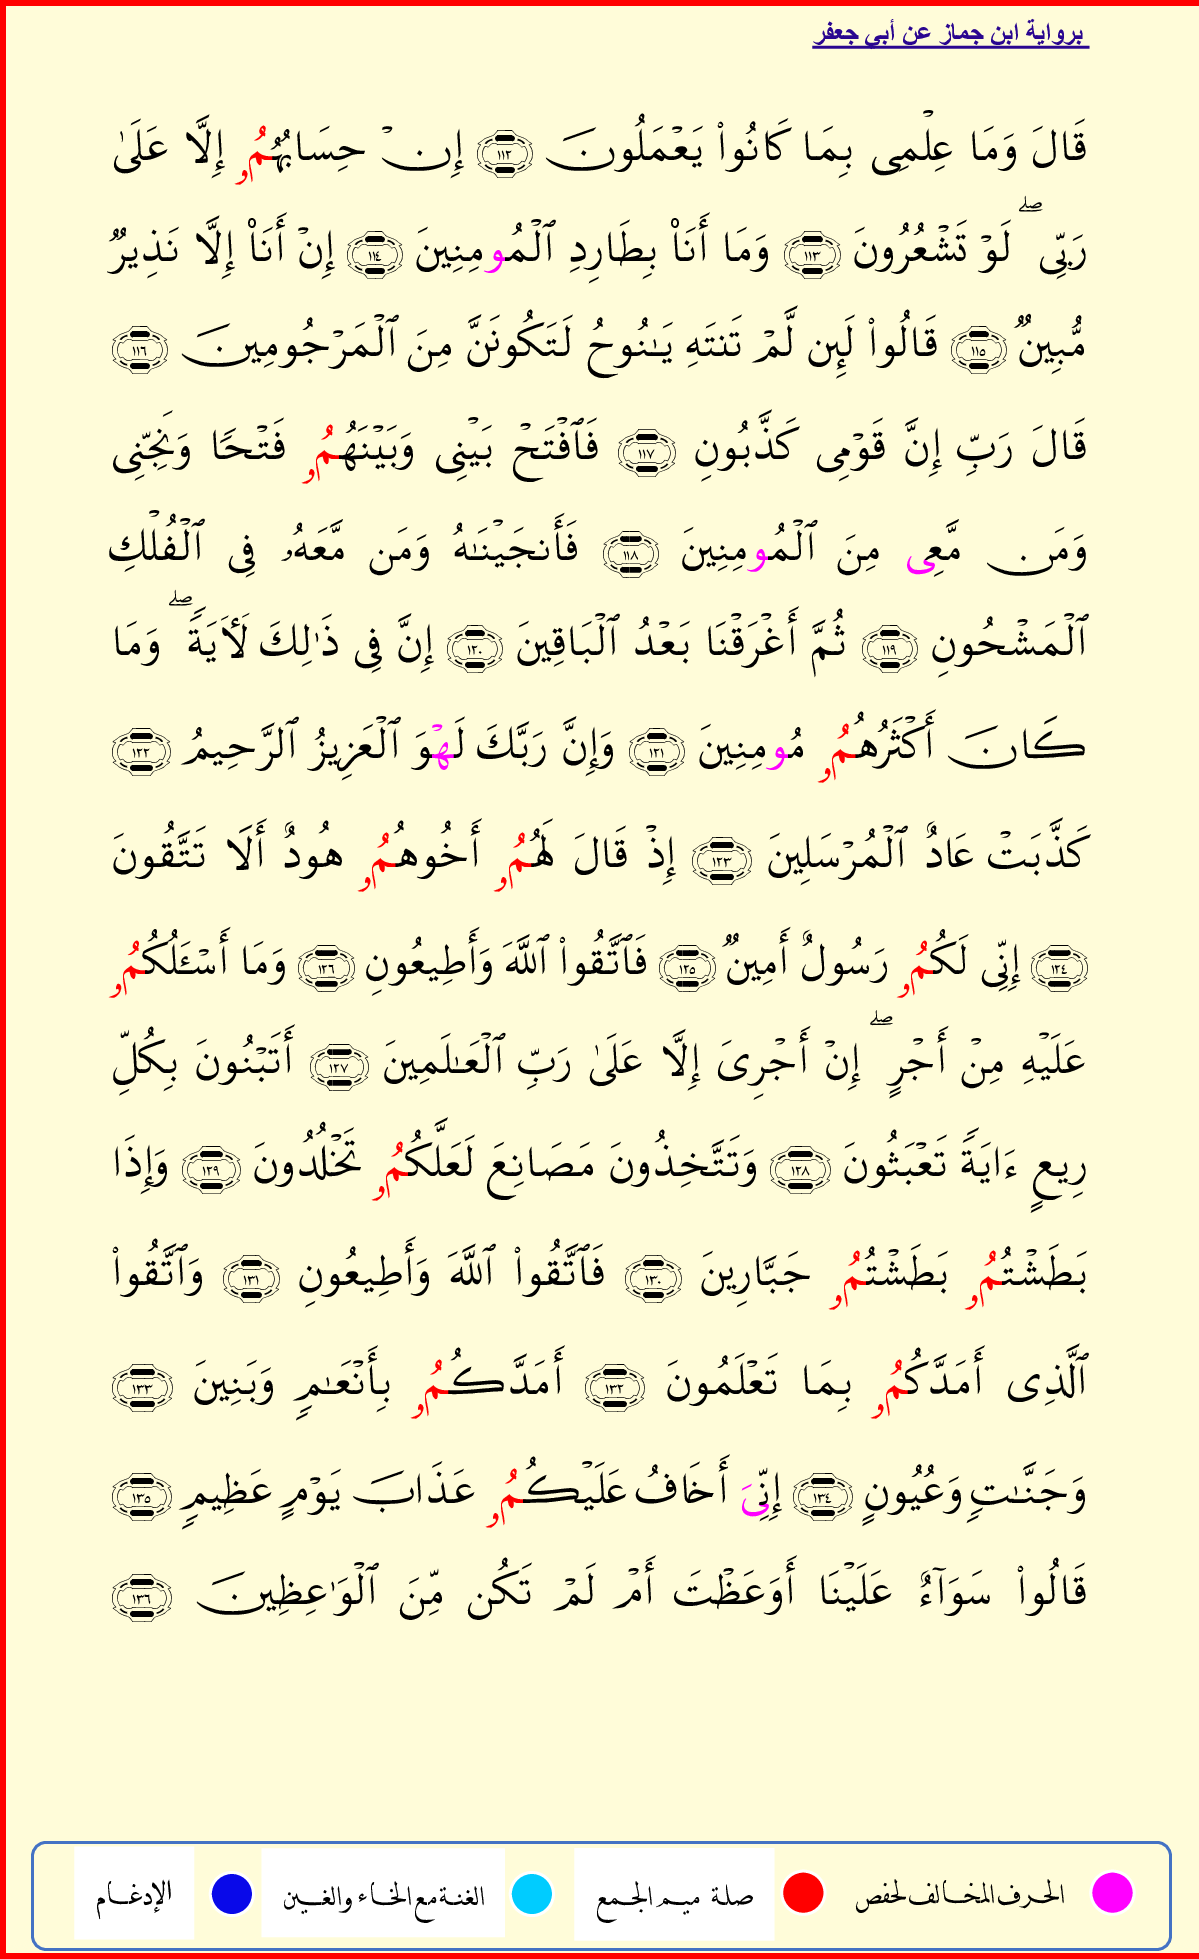 برواية ابن جماز عن أبي جعفر
قَالَ وَمَا عِلْمِي بِمَا كَانُواْ يَعْمَلُونَ ١١٢ إِنْ حِسَابُهُمُۥ إِلَّا عَلَىٰ
رَبِّيۖ لَوْ تَشْعُرُونَ ١١٣ وَمَا أَنَا۠ بِطَارِدِ ٱلْمُومِنِينَ ١١٤ إِنْ أَنَا۠ إِلَّا نَذِيرٌ
مُّبِينٌ ١١٥ قَالُواْ لَئِن لَّمْ تَنتَهِ يَـٰنُوحُ لَتَكُونَنَّ مِنَ ٱلْمَرْجُومِينَ ١١٦
قَالَ رَبِّ إِنَّ قَوْمِي كَذَّبُونِ ١١٧ فَٱفْتَحْ بَيْنِي وَبَيْنَهُمُۥ فَتْحًا وَنَجِّنِي
وَمَن مَّعِي مِنَ ٱلْمُومِنِينَ ١١٨ فَأَنجَيْنَـٰهُ وَمَن مَّعَهُۥ فِي ٱلْفُلْكِ
ٱلْمَشْحُونِ ١١٩ ثُمَّ أَغْرَقْنَا بَعْدُ ٱلْبَاقِينَ ١٢٠ إِنَّ فِي ذَٰلِكَ لَأٓيَةًۖ وَمَا
كَانَ أَكْثَرُهُمُۥ مُومِنِينَ ١٢١ وَإِنَّ رَبَّكَ لَهْوَ ٱلْعَزِيزُ ٱلرَّحِيمُ ١٢٢
كَذَّبَتْ عَادٌ ٱلْمُرْسَلِينَ ١٢٣ إِذْ قَالَ لَهُمُۥ أَخُوهُمُۥ هُودٌ أَلَا تَتَّقُونَ
١٢٤ إِنِّي لَكُمُۥ رَسُولٌ أَمِينٌ ١٢٥ فَٱتَّقُواْ ٱللَّهَ وَأَطِيعُونِ ١٢٦ وَمَا أَسْـَٔلُكُمُۥ
عَلَيْهِ مِنْ أَجْرٍۖ إِنْ أَجْرِيَ إِلَّا عَلَىٰ رَبِّ ٱلْعَـٰلَمِينَ ١٢٧ أَتَبْنُونَ بِكُلِّ
رِيعٍ ءَايَةً تَعْبَثُونَ ١٢٨ وَتَتَّخِذُونَ مَصَانِعَ لَعَلَّكُمُۥ تَخْلُدُونَ ١٢٩ وَإِذَا
بَطَشْتُمُۥ بَطَشْتُمُۥ جَبَّارِينَ ١٣٠ فَٱتَّقُواْ ٱللَّهَ وَأَطِيعُونِ ١٣١ وَٱتَّقُواْ
ٱلَّذِي أَمَدَّكُمُۥ بِمَا تَعْلَمُونَ ١٣٢ أَمَدَّكُمُۥ بِأَنْعَـٰمٍ وَبَنِينَ ١٣٣
وَجَنَّـٰتٍ وَعُيُونٍ ١٣٤ إِنِّيَ أَخَافُ عَلَيْكُمُۥ عَذَابَ يَوْمٍ عَظِيمٍ ١٣٥
قَالُواْ سَوَآءٌ عَلَيْنَا أَوَعَظْتَ أَمْ لَمْ تَكُن مِّنَ ٱلْوَٰعِظِينَ ١٣٦
الحرف المخالف لحفص صلة ميم الجمع الغنة مع الخاء والغين الإدغام